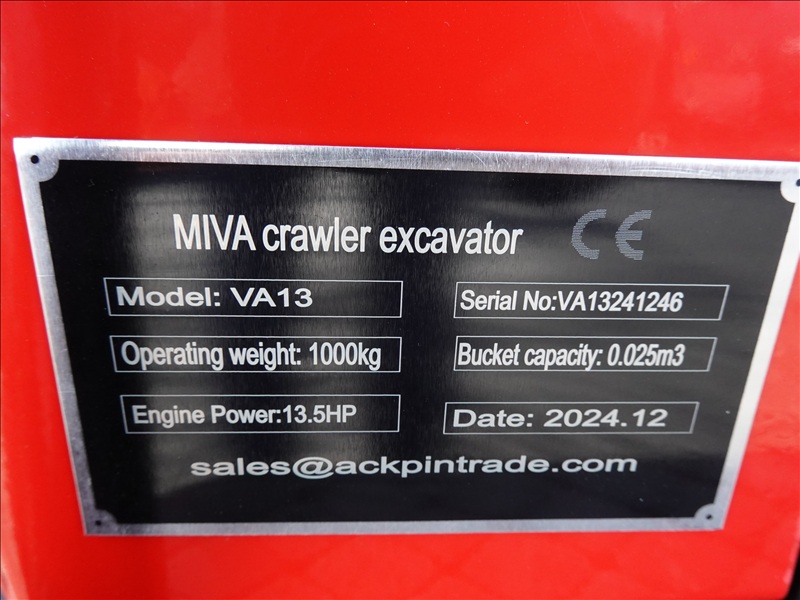 MIVA crawler excavator CE
Model: VA13
Serial No:VA13241246
Operating weight: 1000kg
Bucket capacity: 0.025m3
Engine Power:13.5HP
Date: 2024.12
sales@ackpintrade.com